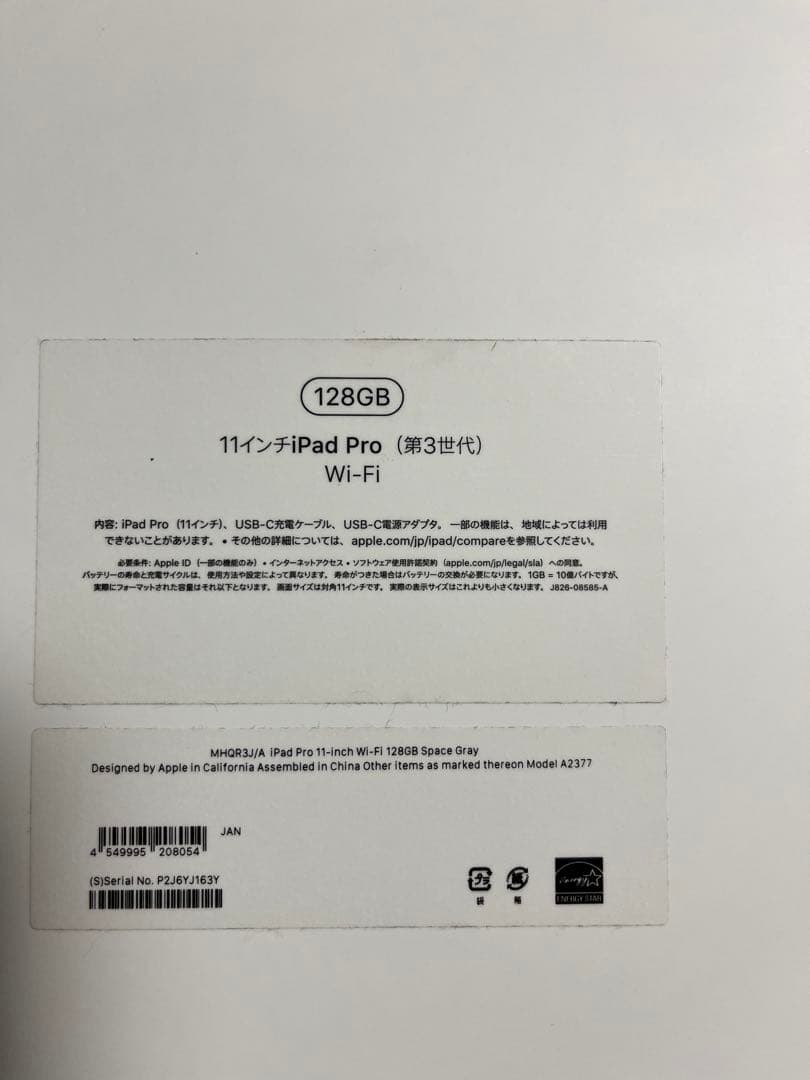 128GB
11インチiPad Pro（第3世代）
Wi-Fi
内容: iPad Pro（11インチ）、USB-C充電ケーブル、USB-C電源アダプタ。一部の機能は、地域によっては利用
できないことがあります。• その他の詳細については、apple.com/jp/ipad/compareを参照してください。
必要条件: Apple ID（一部の機能のみ）• インターネットアクセス • ソフトウェア使用許諾契約（apple.com/jp/legal/sla）への同意。
バッテリーの寿命と充電サイクルは、使用方法や設定によって異なります。寿命がつきた場合はバッテリーの交換が必要になります。1GB = 10億バイトですが、
実際にフォーマットされた容量はそれ以下となります。画面サイズは対角11インチです。実際の表示サイズはこれよりも小さくなります。J826-08585-A
MHQR3J/A iPad Pro 11-inch Wi-Fi 128GB Space Gray
Designed by Apple in California Assembled in China Other items as marked thereon Model A2377
JAN
4 549995 208054
(S)Serial No. P2J6YJ163Y
プラ
袋
箱
energy
ENERGY STAR